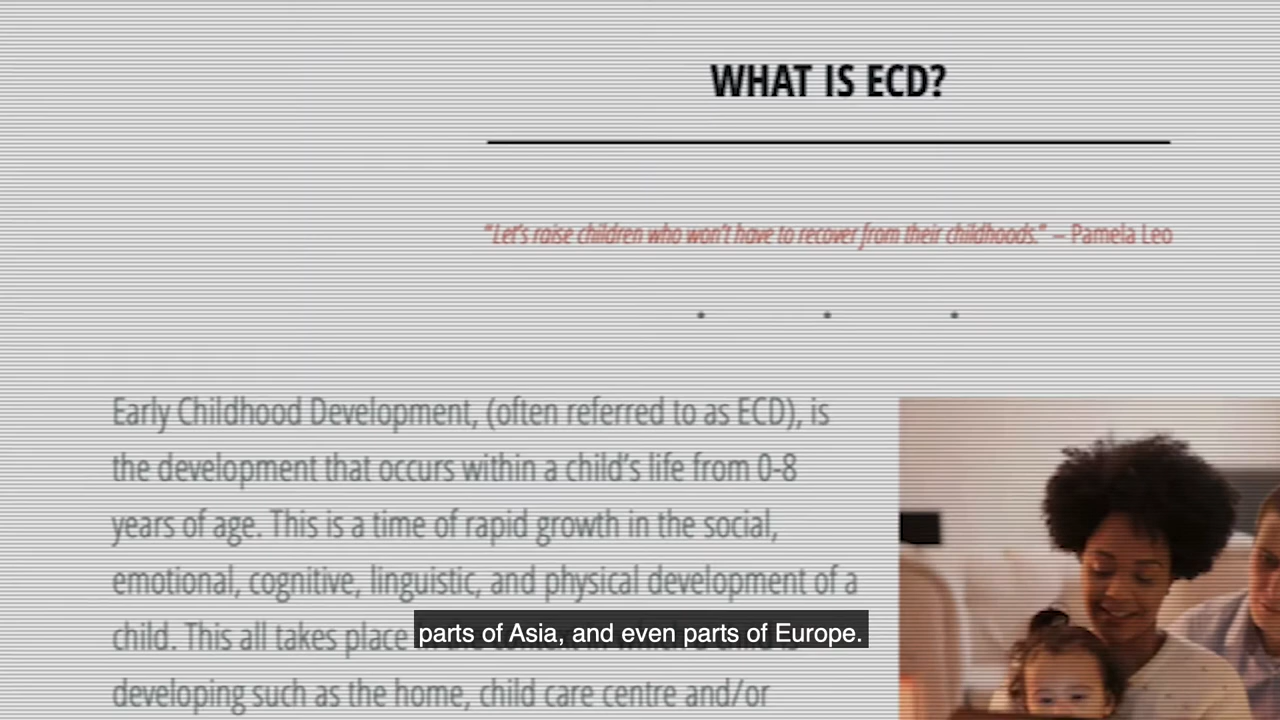 WHAT IS ECD?
“Let’s raise children who won’t have to recover from their childhoods.” – Pamela Leo
Early Childhood Development, (often referred to as ECD), is
the development that occurs within a child’s life from 0-8
years of age. This is a time of rapid growth in the social,
emotional, cognitive, linguistic, and physical development of a
child. This all takes place
parts of Asia, and even parts of Europe.
developing such as the home, child care centre and/or